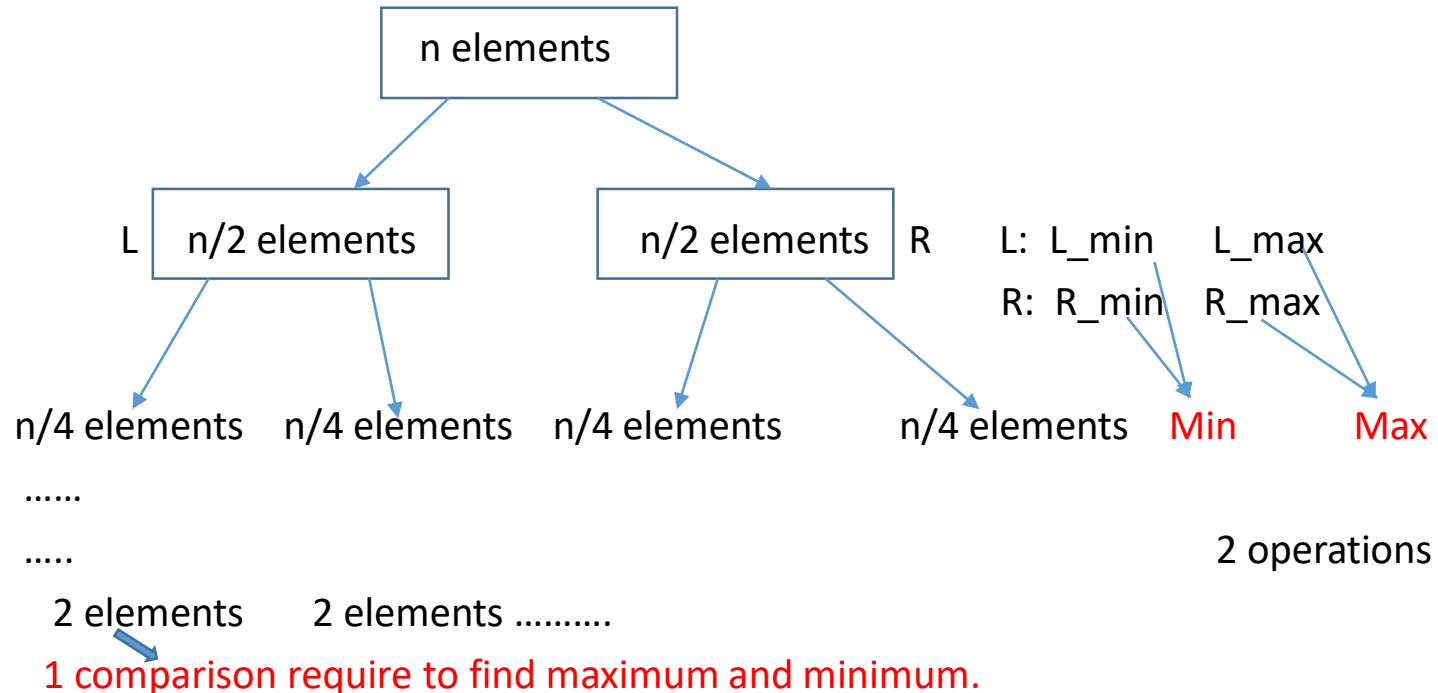 n elements
L n/2 elements n/2 elements R L: L_min L_max
R: R_min R_max
n/4 elements n/4 elements n/4 elements n/4 elements Min Max
……
….. 2 operations
2 elements 2 elements ……….
1 comparison require to find maximum and minimum.